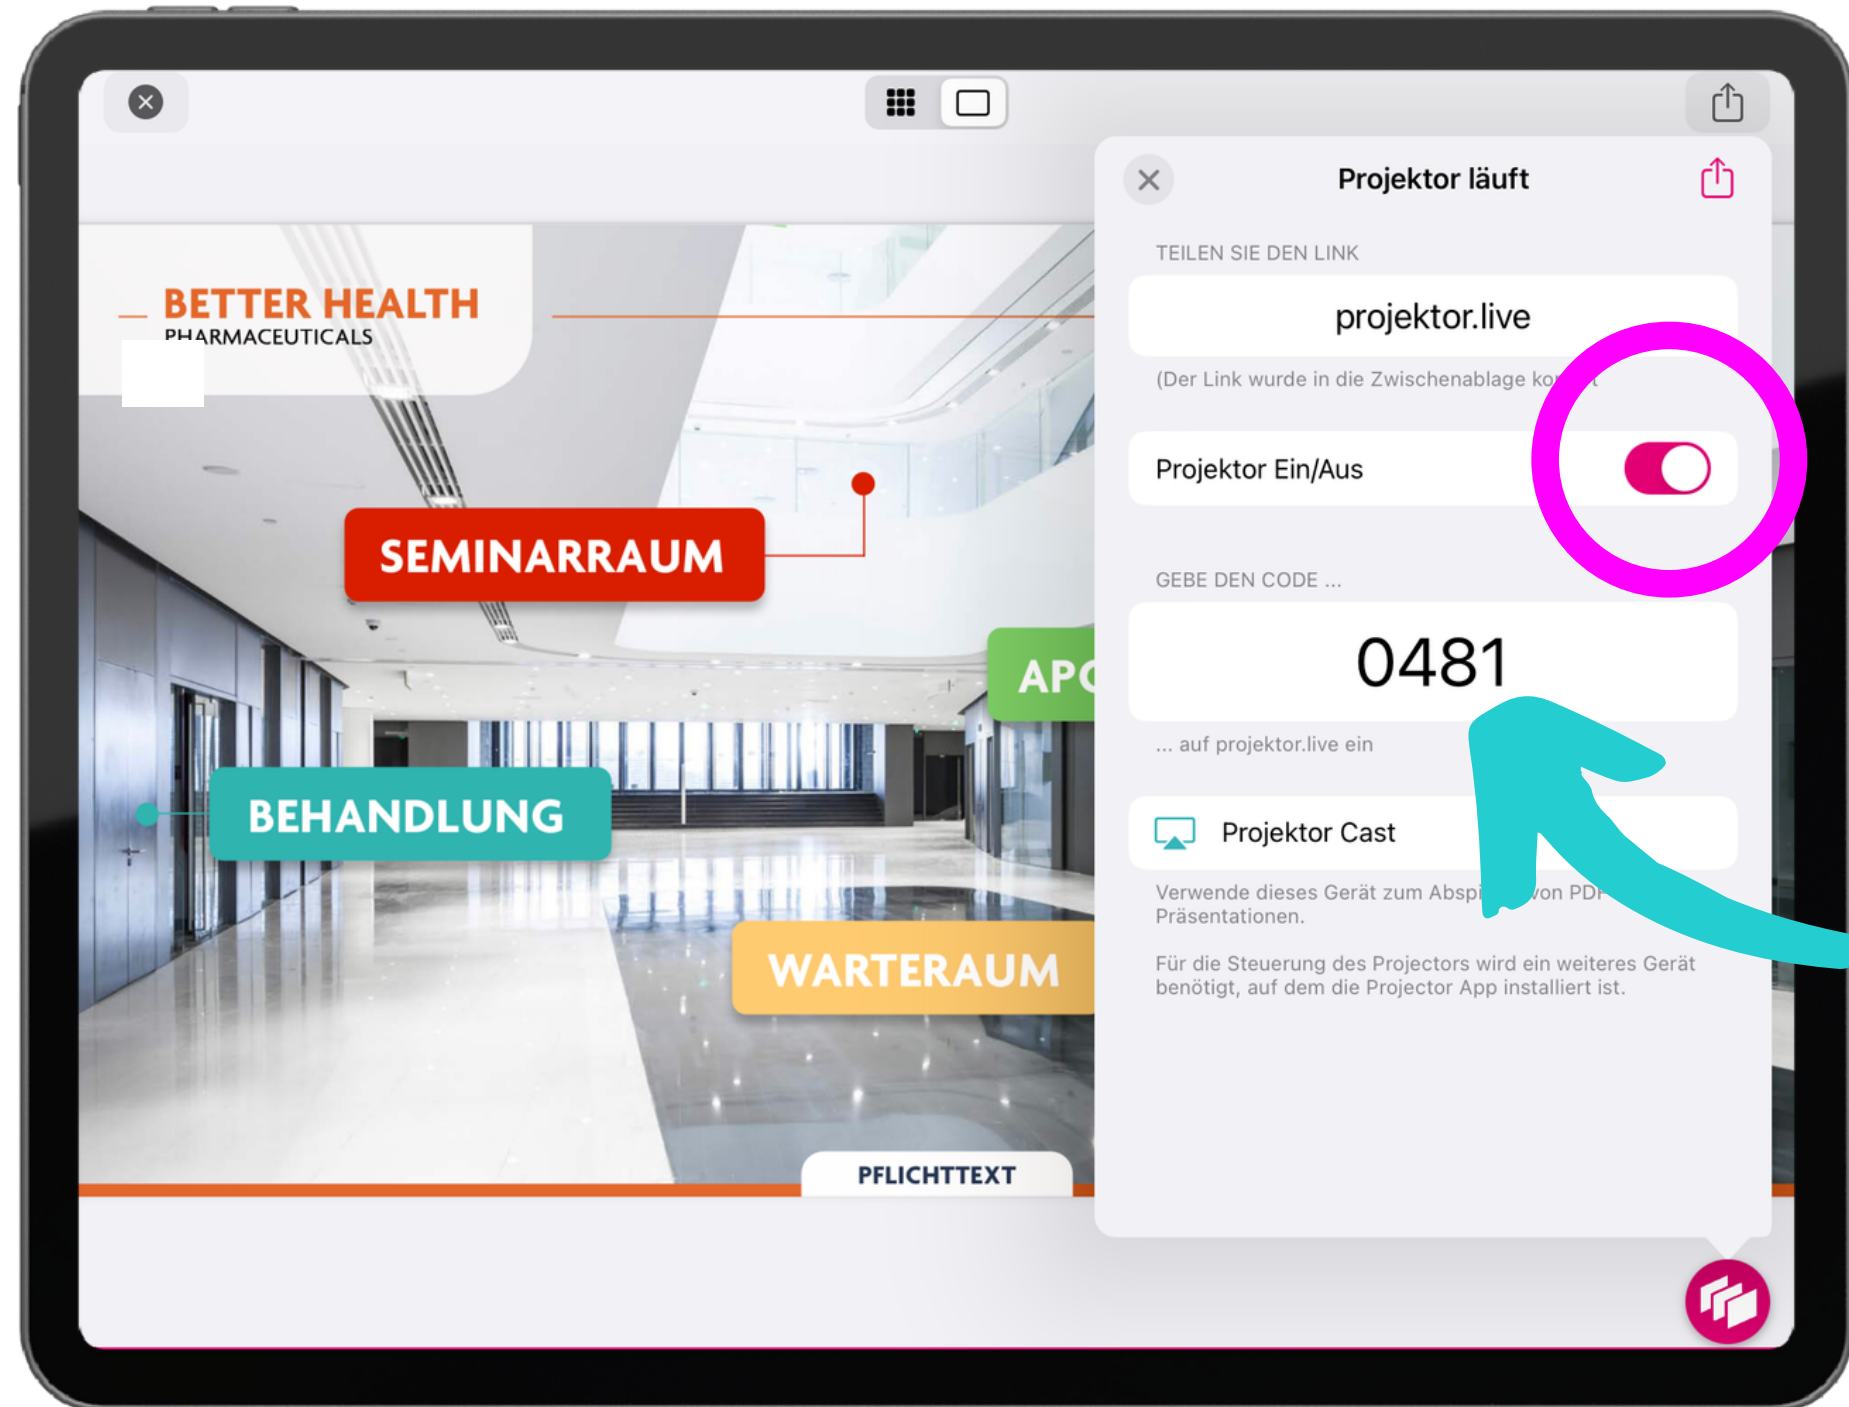 BETTER HEALTH
PHARMACEUTICALS
SEMINARRAUM
BEHANDLUNG
WARTERAUM
PFLICHTTEXT
Projektor läuft
TEILEN SIE DEN LINK
projektor.live
(Der Link wurde in die Zwischenablage
Projektor Ein/Aus
GEBE DEN CODE ...
0481
... auf projektor.live ein
Projektor Cast
Verwende dieses Gerät zum von PDF
Präsentationen.
Für die Steuerung des Projectors wird ein weiteres Gerät
benötigt, auf dem die Projector App installiert ist.